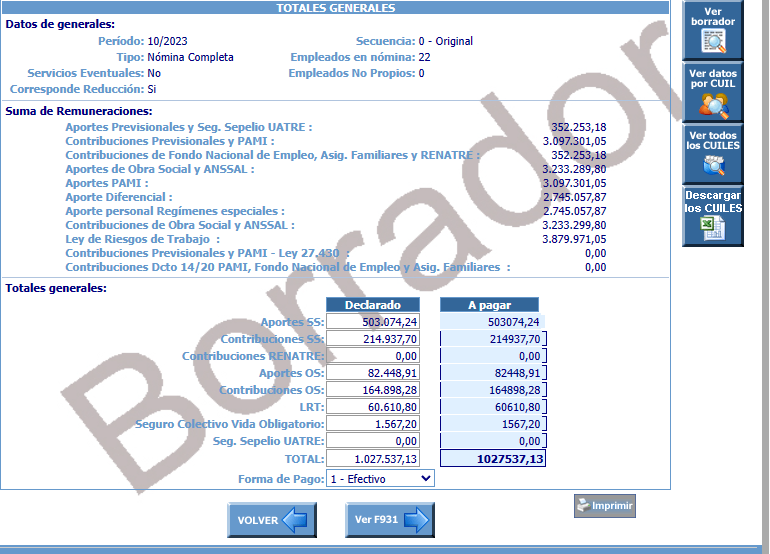 TOTALES GENERALES
Datos de generales:
Período: 10/2023 Secuencia: 0 - Original
Tipo: Nómina Completa Empleados en nómina: 22
Servicios Eventuales: No Empleados No Propios: 0
Corresponde Reducción: Si
Suma de Remuneraciones:
Aportes Previsionales y Seg. Sepelio UATRE : 352.253,18
Contribuciones Previsionales y PAMI : 3.097.301,05
Contribuciones de Fondo Nacional de Empleo, Asig. Familiares y RENATRE : 352.253,18
Aportes de Obra Social y ANSSAL : 3.233.289,80
Aportes PAMI : 3.097.301,05
Aporte Diferencial : 2.745.057,87
Aporte personal Regímenes especiales : 2.745.057,87
Contribuciones de Obra Social y ANSSAL : 3.233.299,80
Ley de Riesgos de Trabajo : 3.879.971,05
Contribuciones Previsionales y PAMI - Ley 27.430 : 0,00
Contribuciones Dcto 14/20 PAMI, Fondo Nacional de Empleo y Asig. Familiares : 0,00
Totales generales:
Declarado A pagar
Aportes SS: 503.074,24 503074,24
Contribuciones SS: 214.937,70 214937,70
Contribuciones RENATRE: 0,00 0,00
Aportes OS: 82.448,91 82448,91
Contribuciones OS: 164.898,28 164898,28
LRT: 60.610,80 60610,80
Seguro Colectivo Vida Obligatorio: 1.567,20 1567,20
Seg. Sepelio UATRE: 0,00 0,00
TOTAL: 1.027.537,13 1027537,13
Forma de Pago: 1 - Efectivo
VOLVER Ver F931 Imprimir
Ver
borrador
Ver datos
por CUIL
Ver todos
los CUILES
Descargar
los CUILES
Borrador